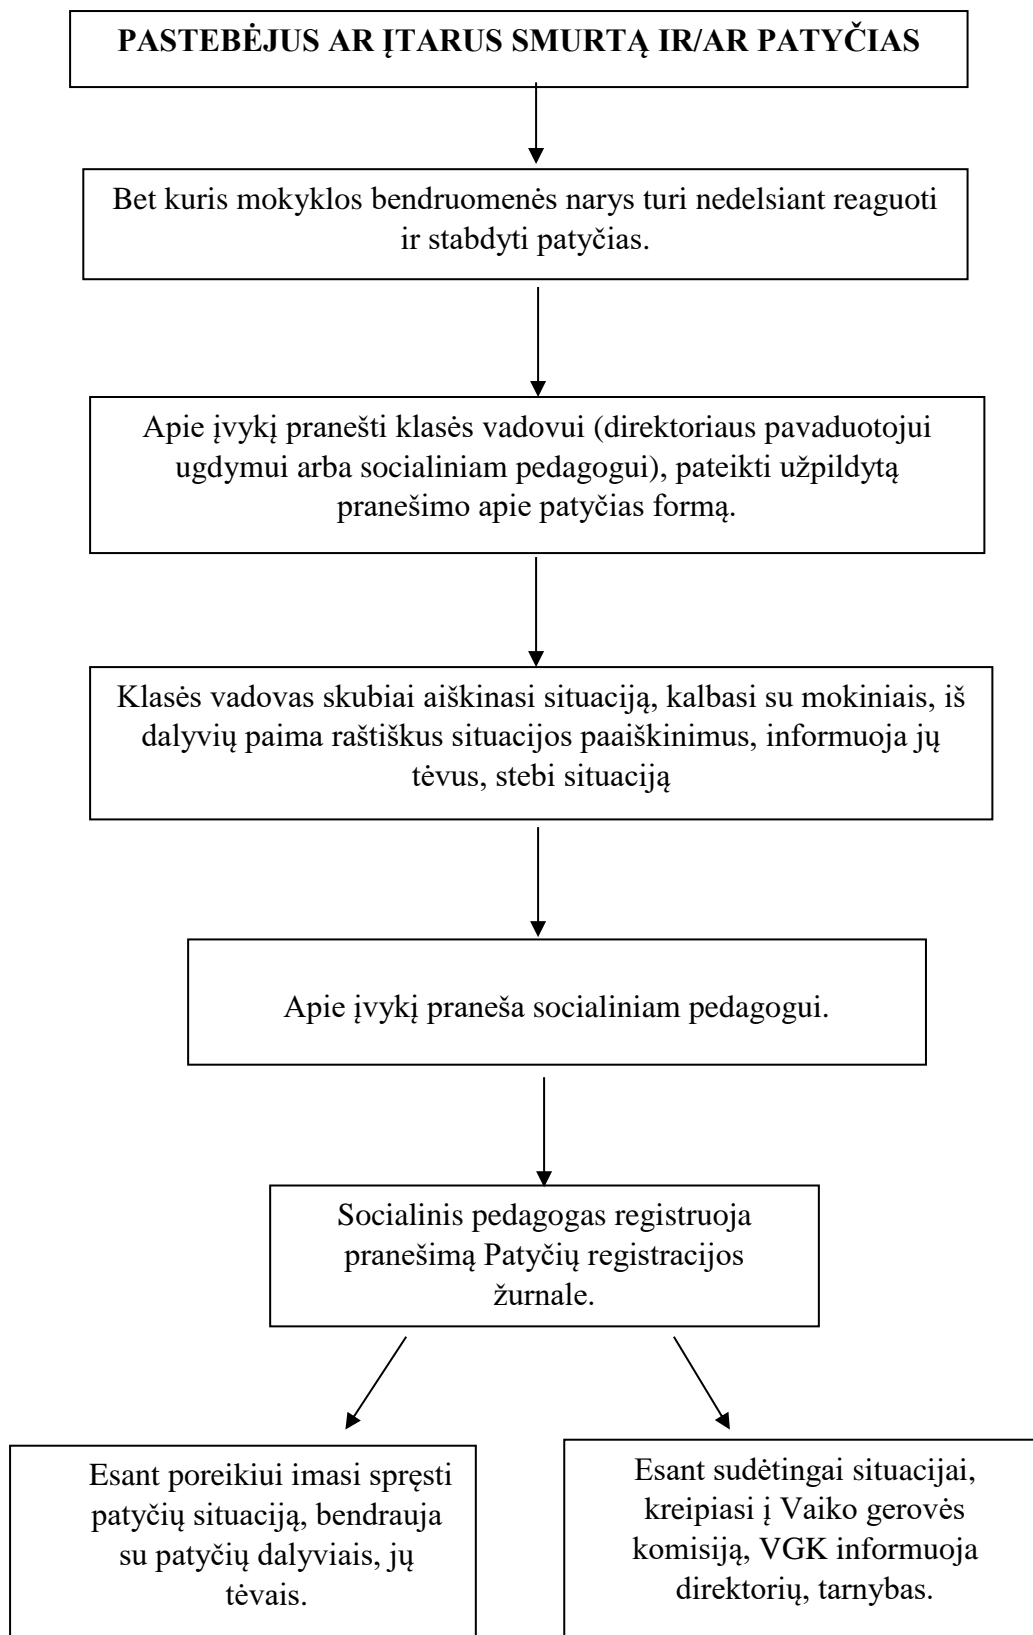 PASTEBĖJUS AR ĮTARUS SMURTĄ IR/AR PATYČIAS
Bet kuris mokyklos bendruomenės narys turi nedelsiant reaguoti
ir stabdyti patyčias.
Apie įvykį pranešti klasės vadovui (direktoriaus pavaduotojui
ugdymui arba socialiniam pedagogui), pateikti užpildytą
pranešimo apie patyčias formą.
Klasės vadovas skubiai aiškinasi situaciją, kalbasi su mokiniais, iš
dalyvių paima raštiškus situacijos paaiškinimus, informuoja jų
tėvus, stebi situaciją
Apie įvykį praneša socialiniam pedagogui.
Socialinis pedagogas registruoja
pranešimą Patyčių registracijos
žurnale.
Esant poreikiui imasi spręsti
patyčių situaciją, bendrauja
su patyčių dalyviais, jų
tėvais.
Esant sudėtingai situacijai,
kreipiasi į Vaiko gerovės
komisiją, VGK informuoja
direktorių, tarnybas.